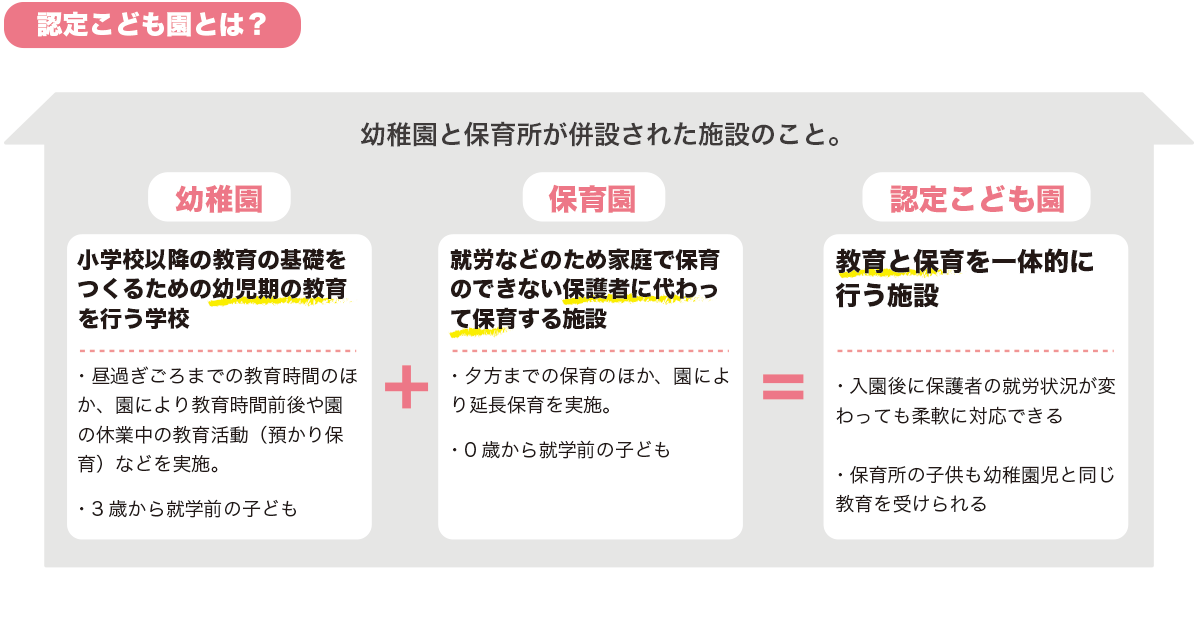 認定こども園とは？
幼稚園と保育所が併設された施設のこと。
幼稚園
小学校以降の教育の基礎を
つくるための幼児期の教育
を行う学校
・昼過ぎごろまでの教育時間のほ
か、園により教育時間前後や園
の休業中の教育活動（預かり保
育）などを実施。
・3歳から就学前の子ども
+
保育園
就労などのため家庭で保育
のできない保護者に代わっ
て保育する施設
・夕方までの保育のほか、園によ
り延長保育を実施。
・0歳から就学前の子ども
=
認定こども園
教育と保育を一体的に
行う施設
・入園後に保護者の就労状況が変
わっても柔軟に対応できる
・保育所の子供も幼稚園児と同じ
教育を受けられる